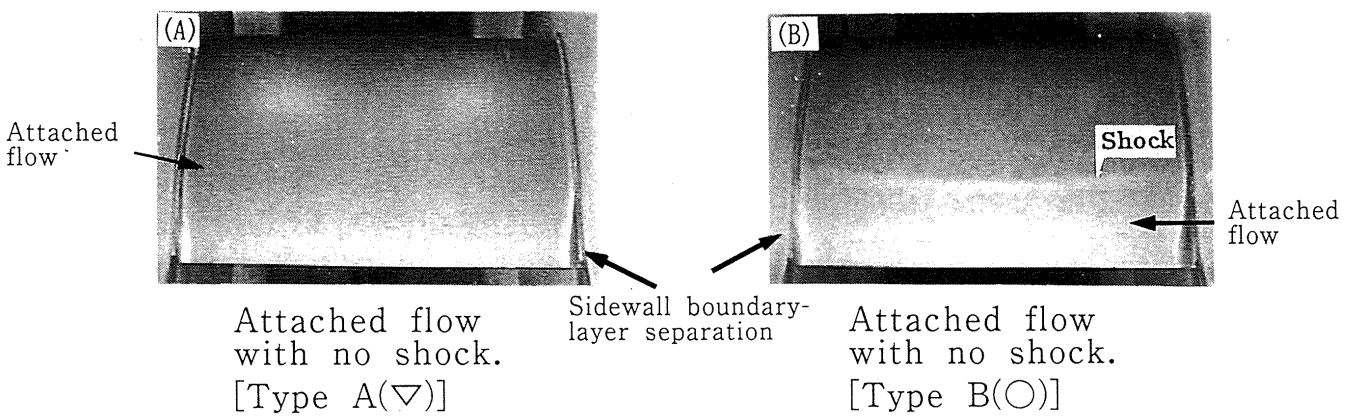 (A)
Attached
flow
(B)
Shock
Attached
flow
Sidewall boundary-
layer separation
Attached flow
with no shock.
[Type A(▽)]
Attached flow
with no shock.
[Type B(○)]